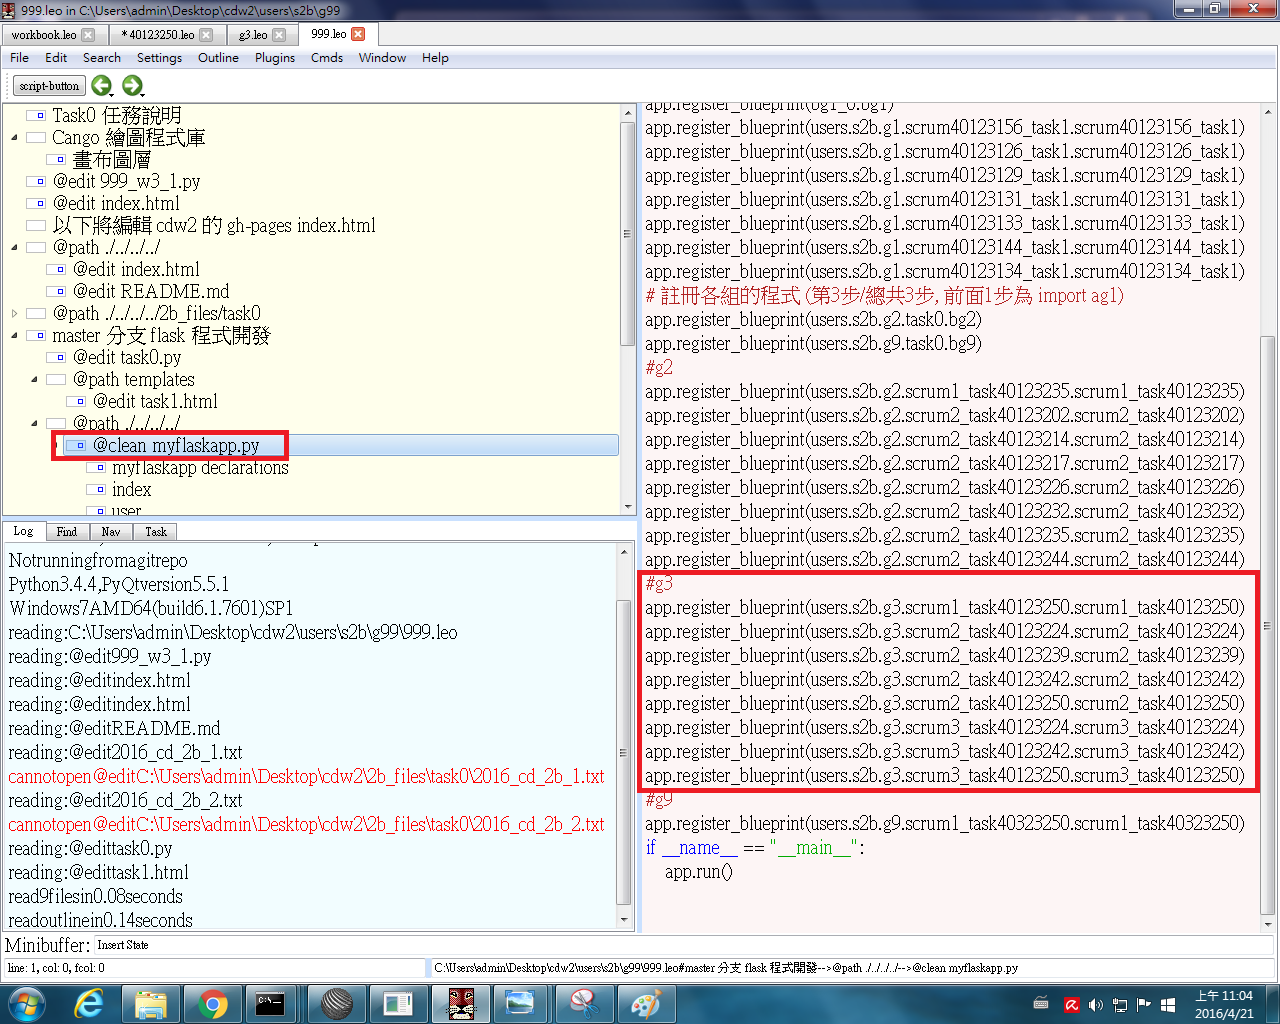 999.leo in C:\Users\admin\Desktop\cdw2\users\s2b\g99
workbook.leo
*40123250.leo
g3.leo
999.leo
File Edit Search Settings Outline Plugins Cmds Window Help
script-button
Task0 任務說明
Cango 繪圖程式庫
畫布圖層
@edit 999_w3_1.py
@edit index.html
以下將編輯 cdw2 的 gh-pages index.html
@path ./../../../
@edit index.html
@edit README.md
@path ./../../../2b_files/task0
master 分支 flask 程式開發
@edit task0.py
@path templates
@edit task1.html
@path ./../../../
@clean myflaskapp.py
myflaskapp declarations
index
user
Log Find Nav Task
Notrunningfromagitrepo
Python3.4.4,PyQtversion5.5.1
Windows7AMD64(build6.1.7601)SP1
reading:C:\Users\admin\Desktop\cdw2\users\s2b\g99\999.leo
reading:@edit999_w3_1.py
reading:@editindex.html
reading:@editindex.html
reading:@editREADME.md
reading:@edit2016_cd_2b_1.txt
cannotopen@editC:\Users\admin\Desktop\cdw2\2b_files\task0\2016_cd_2b_1.txt
reading:@edit2016_cd_2b_2.txt
cannotopen@editC:\Users\admin\Desktop\cdw2\2b_files\task0\2016_cd_2b_2.txt
reading:@edittask0.py
reading:@edittask1.html
read9filesin0.08seconds
readoutlinein0.14seconds
app.register_blueprint(bg1_0.bg1)
app.register_blueprint(users.s2b.g1.scrum40123156_task1.scrum40123156_task1)
app.register_blueprint(users.s2b.g1.scrum40123126_task1.scrum40123126_task1)
app.register_blueprint(users.s2b.g1.scrum40123129_task1.scrum40123129_task1)
app.register_blueprint(users.s2b.g1.scrum40123131_task1.scrum40123131_task1)
app.register_blueprint(users.s2b.g1.scrum40123133_task1.scrum40123133_task1)
app.register_blueprint(users.s2b.g1.scrum40123144_task1.scrum40123144_task1)
app.register_blueprint(users.s2b.g1.scrum40123134_task1.scrum40123134_task1)
# 註冊各組的程式 (第3步/總共3步, 前面1步為 import ag1)
app.register_blueprint(users.s2b.g2.task0.bg2)
app.register_blueprint(users.s2b.g9.task0.bg9)
#g2
app.register_blueprint(users.s2b.g2.scrum1_task40123235.scrum1_task40123235)
app.register_blueprint(users.s2b.g2.scrum2_task40123202.scrum2_task40123202)
app.register_blueprint(users.s2b.g2.scrum2_task40123214.scrum2_task40123214)
app.register_blueprint(users.s2b.g2.scrum2_task40123217.scrum2_task40123217)
app.register_blueprint(users.s2b.g2.scrum2_task40123226.scrum2_task40123226)
app.register_blueprint(users.s2b.g2.scrum2_task40123232.scrum2_task40123232)
app.register_blueprint(users.s2b.g2.scrum2_task40123235.scrum2_task40123235)
app.register_blueprint(users.s2b.g2.scrum2_task40123244.scrum2_task40123244)
#g3
app.register_blueprint(users.s2b.g3.scrum1_task40123250.scrum1_task40123250)
app.register_blueprint(users.s2b.g3.scrum2_task40123224.scrum2_task40123224)
app.register_blueprint(users.s2b.g3.scrum2_task40123239.scrum2_task40123239)
app.register_blueprint(users.s2b.g3.scrum2_task40123242.scrum2_task40123242)
app.register_blueprint(users.s2b.g3.scrum2_task40123250.scrum2_task40123250)
app.register_blueprint(users.s2b.g3.scrum3_task40123224.scrum3_task40123224)
app.register_blueprint(users.s2b.g3.scrum3_task40123242.scrum3_task40123242)
app.register_blueprint(users.s2b.g3.scrum3_task40123250.scrum3_task40123250)
#g9
app.register_blueprint(users.s2b.g9.scrum1_task40323250.scrum1_task40323250)
if __name__ == "__main__":
app.run()
Minibuffer: Insert State
line: 1, col: 0, fcol: 0
C:\Users\admin\Desktop\cdw2\users\s2b\g99\999.leo#master 分支 flask 程式開發-->@path ./../../../-->@clean myflaskapp.py
上午 11:04
2016/4/21